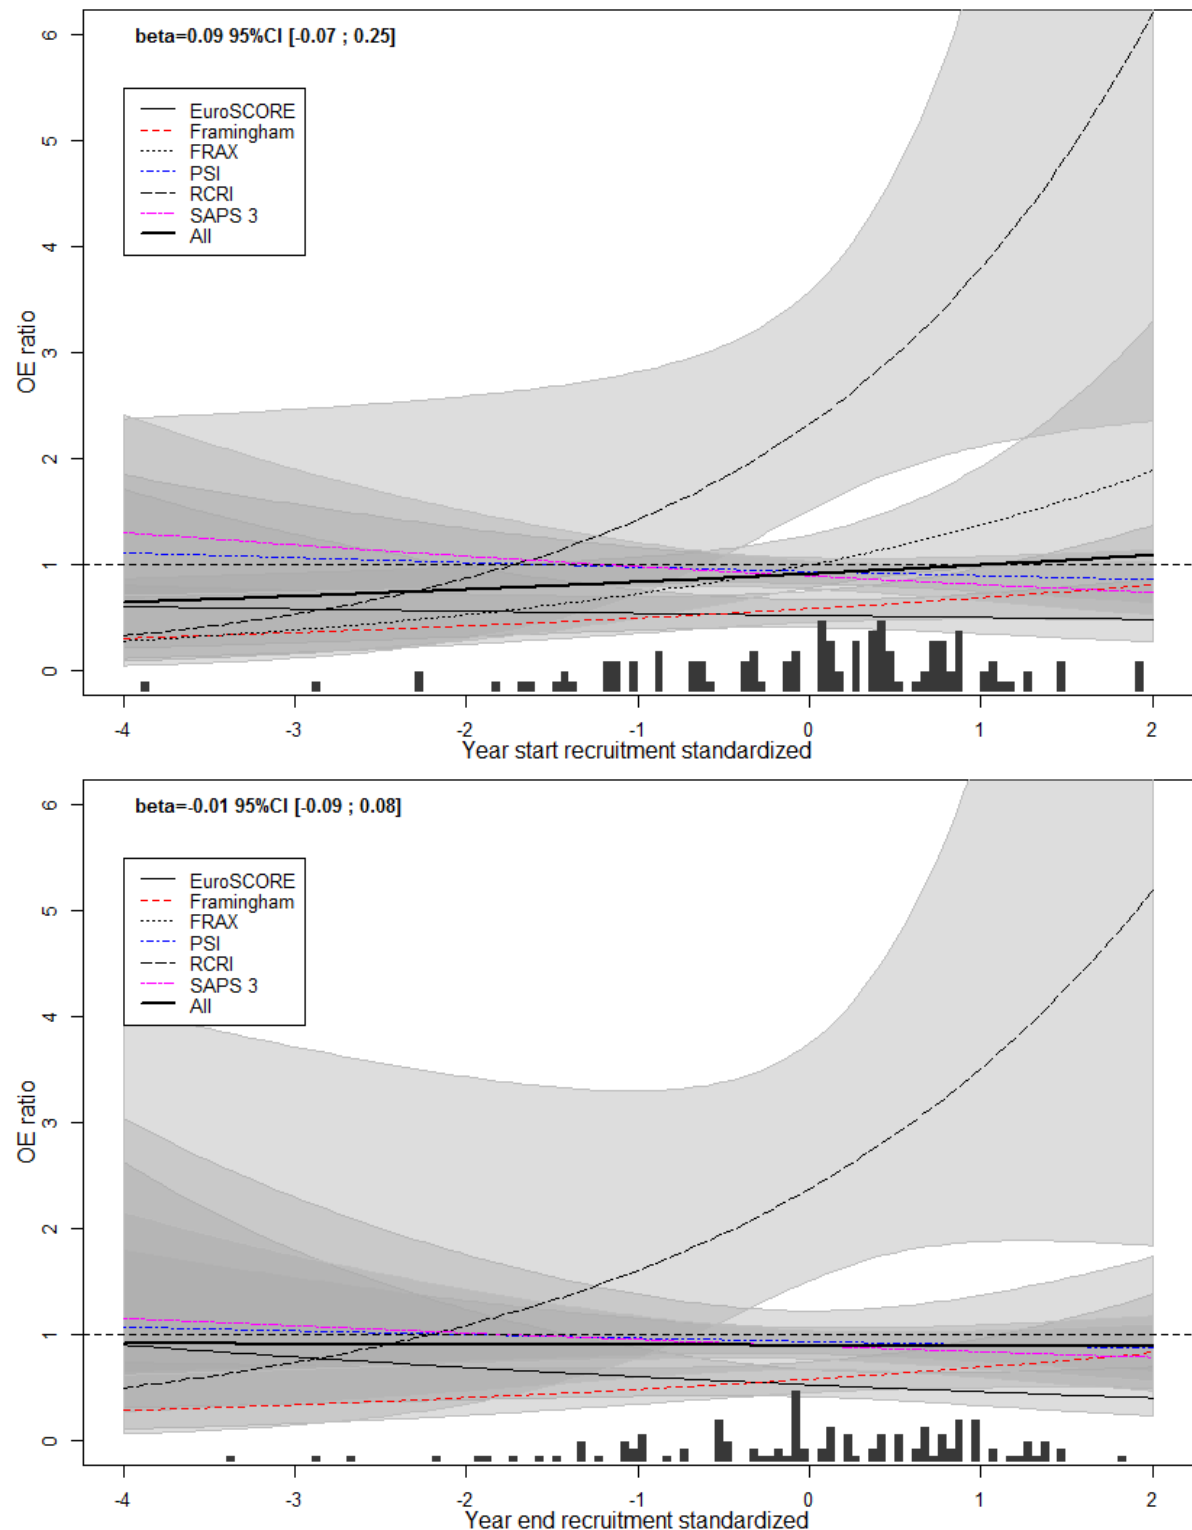 beta=0.09 95%CI [-0.07 ; 0.25]
EuroSCORE
Framingham
FRAX
PSI
RCRI
SAPS 3
All
OE ratio
6
5
4
3
2
1
0
-4 -3 -2 -1 0 1 2
Year start recruitment standardized
beta=-0.01 95%CI [-0.09 ; 0.08]
EuroSCORE
Framingham
FRAX
PSI
RCRI
SAPS 3
All
OE ratio
6
5
4
3
2
1
0
-4 -3 -2 -1 0 1 2
Year end recruitment standardized